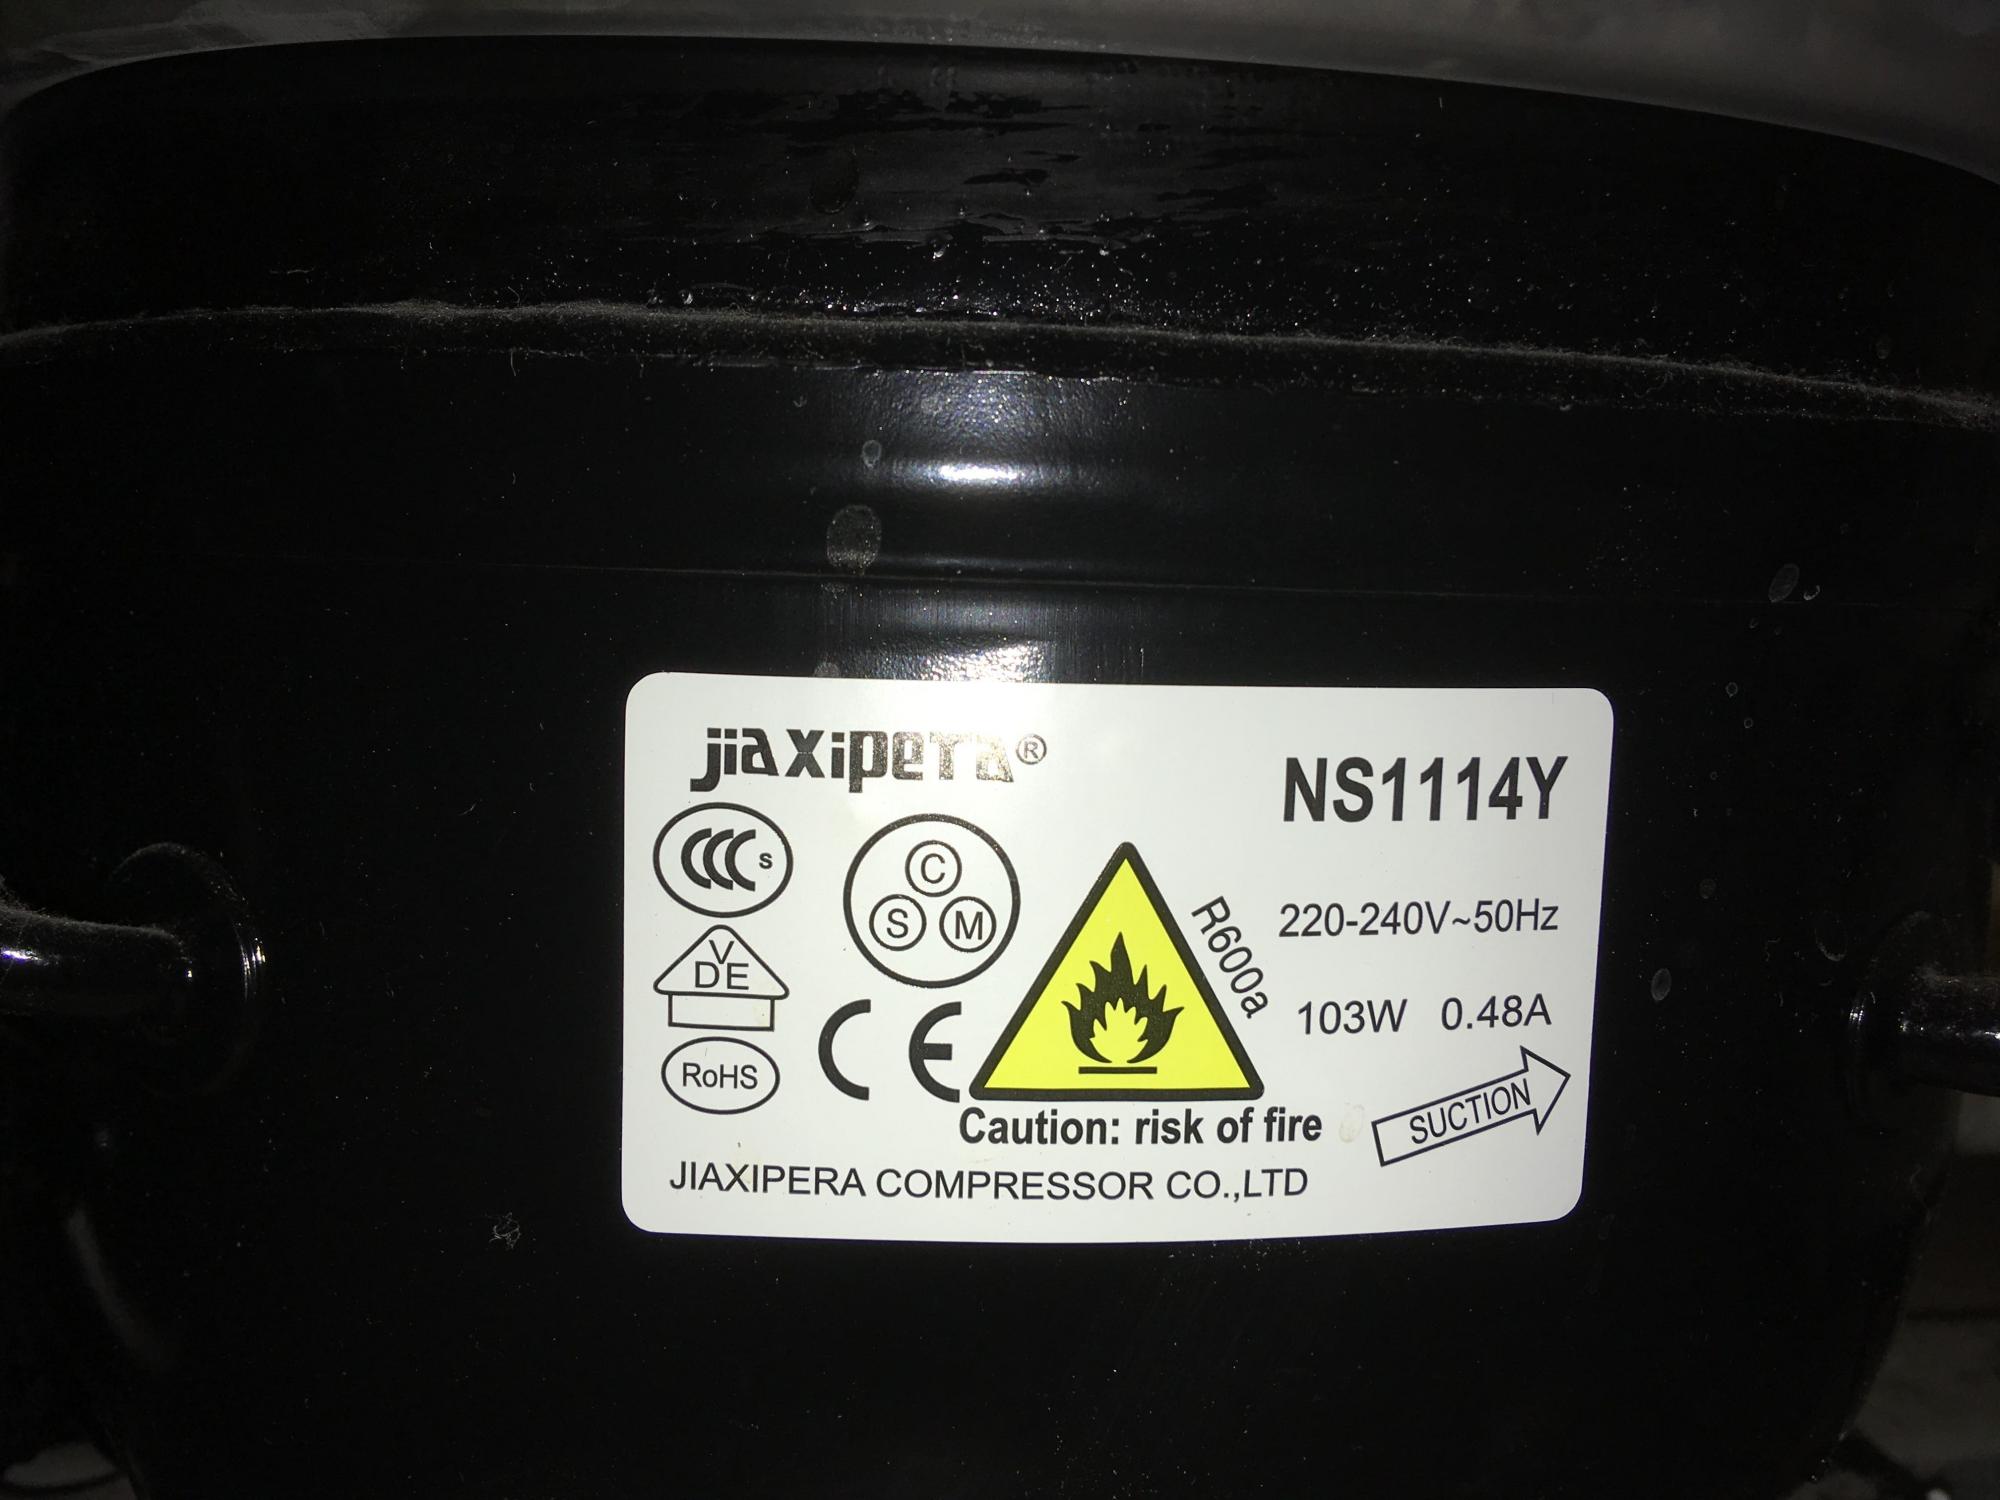 jiaxipera®
NS1114Y
CCC S
C
S M
VDE
R600a
220-240V~50Hz
103W 0.48A
RoHS
CE
SUCTION
Caution: risk of fire
JIAXIPERA COMPRESSOR CO.,LTD